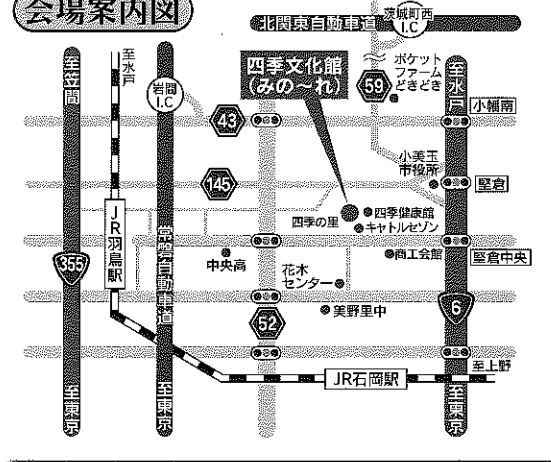 会場案内図
北関東自動車道
茨城町西
I.C
至笠間
至水戸
岩間
I.C
四季文化館
(みの〜れ)
59
ポケット
ファーム
どきどき
至水戸
小幡南
43
小美玉
市役所
堅倉
145
四季の里
四季健康館
キャトルセゾン
JR羽鳥駅
常磐自動車道
355
中央高
商工会館
堅倉中央
花木
センター
美野里中
52
6
至上野
JR石岡駅
至東京
至東京
至東京